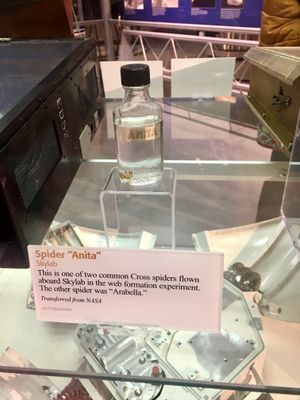 ANITA
Spider "Anita"
Skylab
This is one of two common Cross spiders flown
aboard Skylab in the web formation experiment.
The other spider was "Arabella."
Transferred from NASA